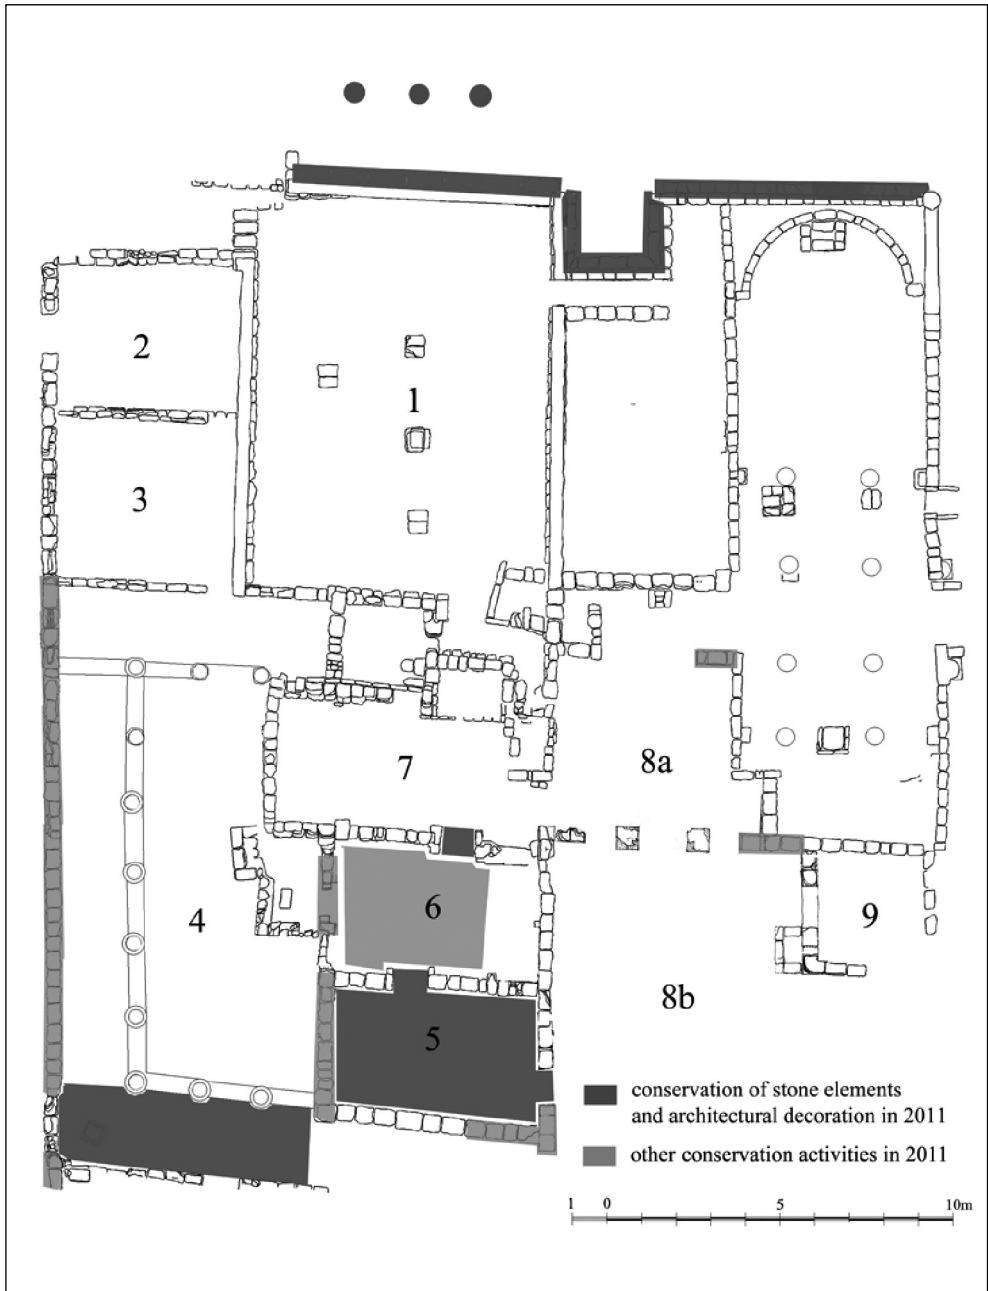 2
1
3
7
8a
6
4
9
8b
5
conservation of stone elements
and architectural decoration in 2011
other conservation activities in 2011
1 0 5 10m